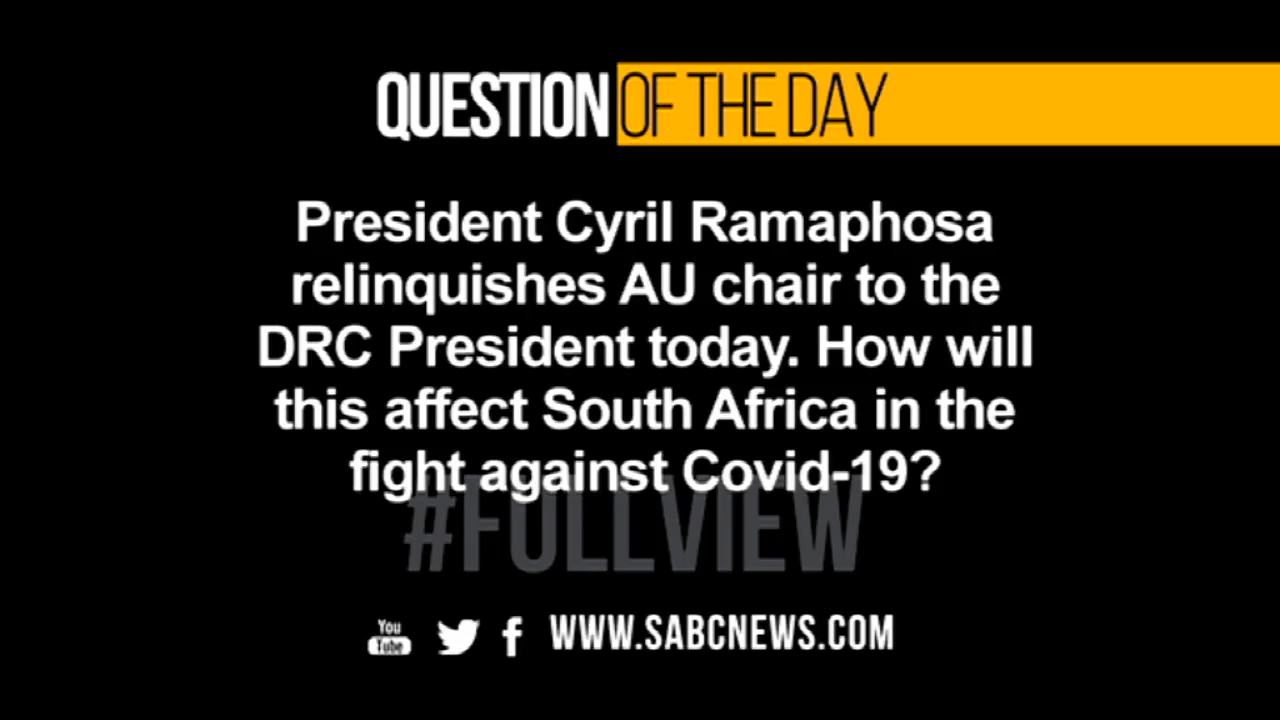 QUESTION OF THE DAY
President Cyril Ramaphosa
relinquishes AU chair to the
DRC President today. How will
this affect South Africa in the
fight against Covid-19?
#FULLVIEW
You Tube WWW.SABCNEWS.COM